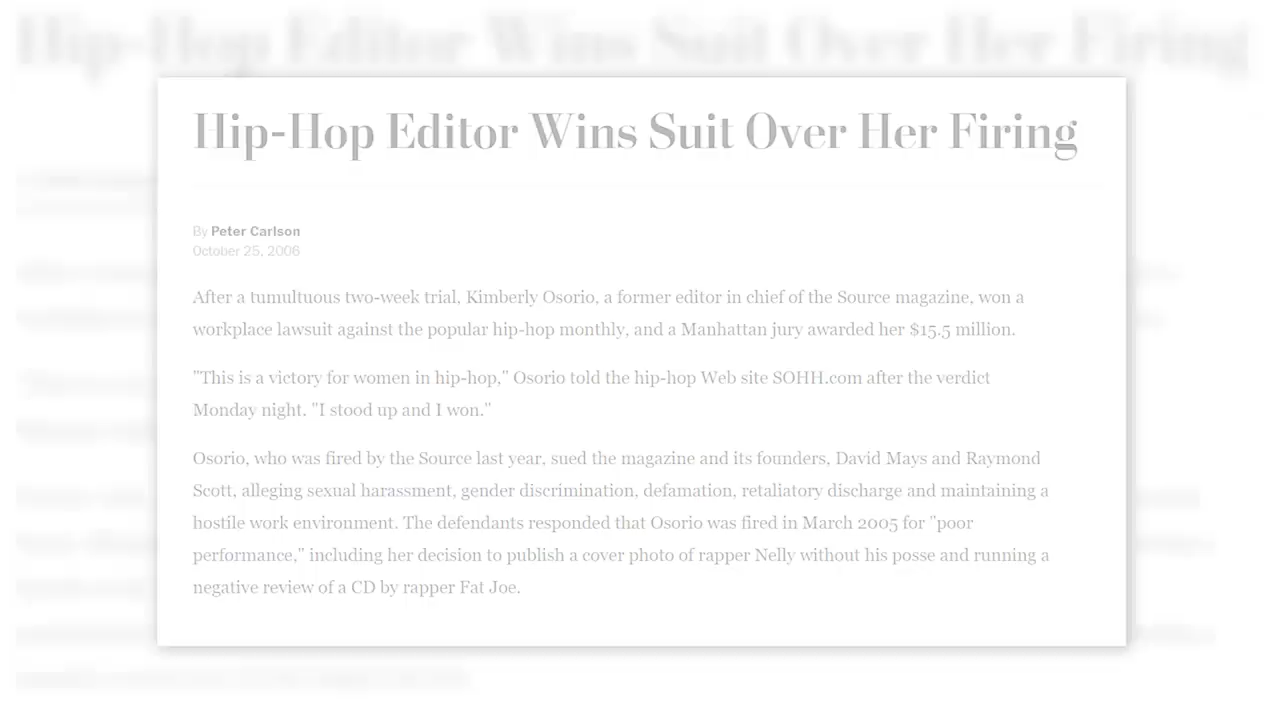 Hip-Hop Editor Wins Suit Over Her Firing
By Peter Carlson
October 25, 2006
After a tumultuous two-week trial, Kimberly Osorio, a former editor in chief of the Source magazine, won a
workplace lawsuit against the popular hip-hop monthly, and a Manhattan jury awarded her $15.5 million.
"This is a victory for women in hip-hop," Osorio told the hip-hop Web site SOHH.com after the verdict
Monday night. "I stood up and I won."
Osorio, who was fired by the Source last year, sued the magazine and its founders, David Mays and Raymond
Scott, alleging sexual harassment, gender discrimination, defamation, retaliatory discharge and maintaining a
hostile work environment. The defendants responded that Osorio was fired in March 2005 for "poor
performance," including her decision to publish a cover photo of rapper Nelly without his posse and running a
negative review of a CD by rapper Fat Joe.